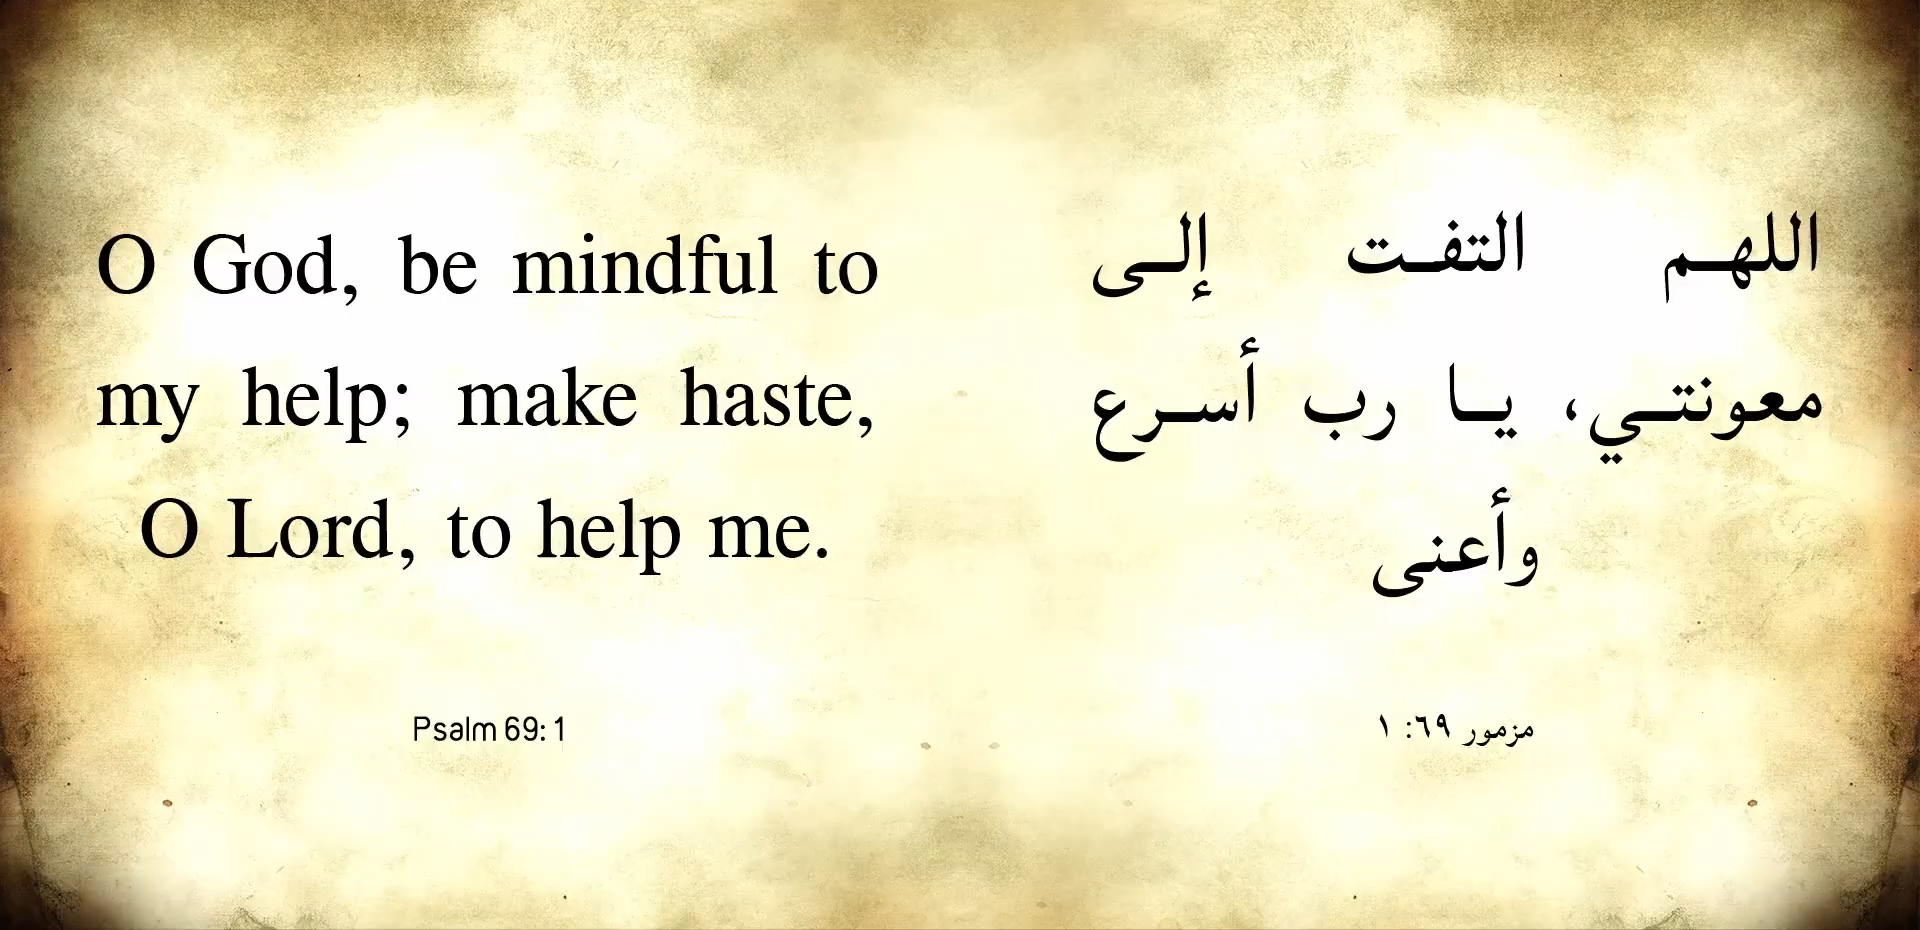 O God, be mindful to
my help; make haste,
O Lord, to help me.
Psalm 69: 1
اللهم التفت إلى
معونتي، يا رب أسرع
وأعنى
مزمور ٦٩: ١